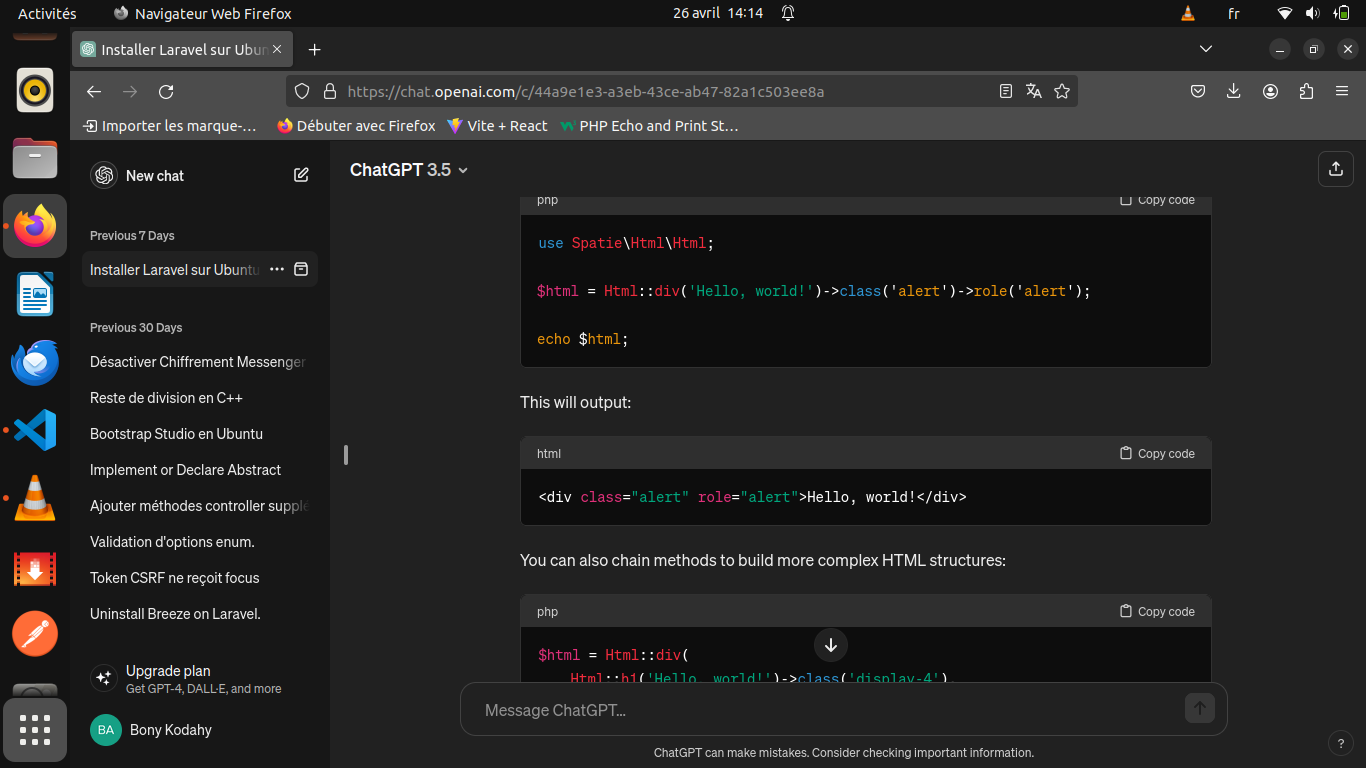 Activités
Navigateur Web Firefox
26 avril 14:14
fr
Installer Laravel sur Ubun
https://chat.openai.com/c/44a9e1e3-a3eb-43ce-ab47-82a1c503ee8a
Importer les marque-…
Débuter avec Firefox
Vite + React
PHP Echo and Print St…
New chat
Previous 7 Days
Installer Laravel sur Ubuntu
Previous 30 Days
Désactiver Chiffrement Messenger
Reste de division en C++
Bootstrap Studio en Ubuntu
Implement or Declare Abstract
Ajouter méthodes controller supplé
Validation d'options enum.
Token CSRF ne reçoit focus
Uninstall Breeze on Laravel.
Upgrade plan
Get GPT-4, DALL·E, and more
BA
Bony Kodahy
ChatGPT 3.5
php
Copy code
use Spatie\Html\Html;
$html = Html::div('Hello, world!')->class('alert')->role('alert');
echo $html;
This will output:
html
Copy code
<div class="alert" role="alert">Hello, world!</div>
You can also chain methods to build more complex HTML structures:
php
Copy code
$html = Html::div(
Html::h1('Hello, world!')->class('display-4'),
Message ChatGPT…
ChatGPT can make mistakes. Consider checking important information.
?